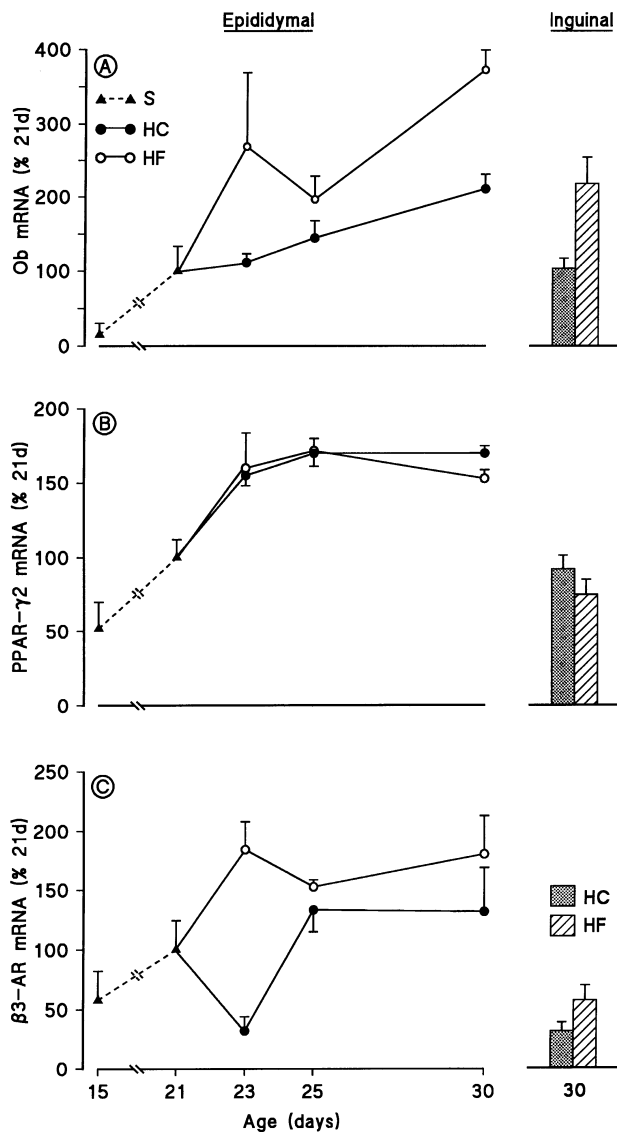 Epididymal
Inguinal
A
S
HC
HF
Ob mRNA (% 21d)
400
300
200
100
0
B
PPAR-γ2 mRNA (% 21d)
200
150
100
50
0
C
β3-AR mRNA (% 21d)
250
200
150
100
50
0
HC
HF
15
21
23
25
30
30
Age (days)